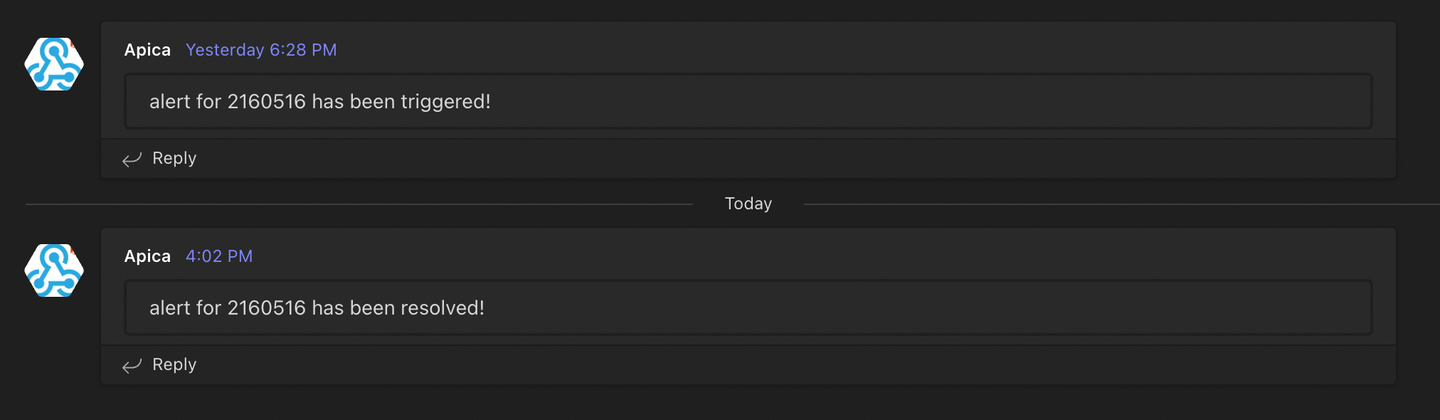 Apica Yesterday 6:28 PM
alert for 2160516 has been triggered!
Reply
Today
Apica 4:02 PM
alert for 2160516 has been resolved!
Reply